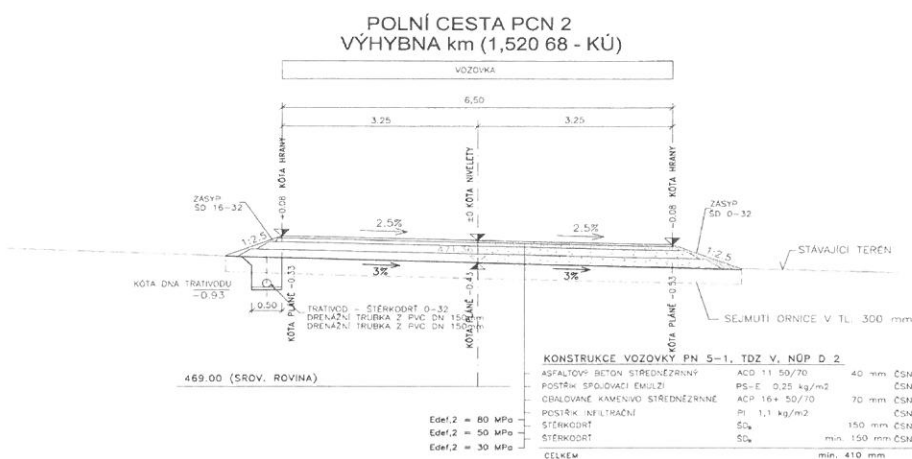 POLNÍ CESTA PCN 2
VÝHYBNA km (1,520 68 - KÚ)
VOZOVKA
6,50
3.25
3.25
+0.08 KÓTA HRANY
±0 KÓTA NIVELETY
-0.08 KÓTA HRANY
ZÁSYP
ŠD 16-32
ZÁSYP
ŠD 0-32
1:2.5
2.5%
2.5%
1:2.5
471.36
STÁVAJÍCÍ TERÉN
3%
3%
KÓTA DNA TRATIVODU
-0.93
0.50
KÓTA PLÁNĚ -0.33
KÓTA PLÁNĚ -0.43
KÓTA PLÁNĚ -0.53
TRATIVOD - ŠTĚRKODRŤ 0-32
DRENÁŽNÍ TRUBKA Z PVC DN 150 mm
DRENÁŽNÍ TRUBKA Z PVC DN 150 mm
SEJMUTÍ ORNICE V TL. 300 mm
469.00 (SROV. ROVINA)
KONSTRUKCE VOZOVKY PN 5-1, TDZ V, NÚP D 2
ASFALTOVÝ BETON STŘEDNĚZRNNÝ ACO 11 50/70 40 mm ČSN
POSTŘIK SPOJOVACÍ EMULZÍ PS-E 0,25 kg/m2 ČSN
OBALOVANÉ KAMENIVO STŘEDNĚZRNNÉ ACP 16+ 50/70 70 mm ČSN
POSTŘIK INFILTRAČNÍ PI 1,1 kg/m2 ČSN
Edef,2 = 80 MPa
ŠTĚRKODRŤ ŠD 150 mm ČSN
Edef,2 = 50 MPa
ŠTĚRKODRŤ ŠD min. 150 mm ČSN
Edef,2 = 30 MPa
CELKEM min. 410 mm